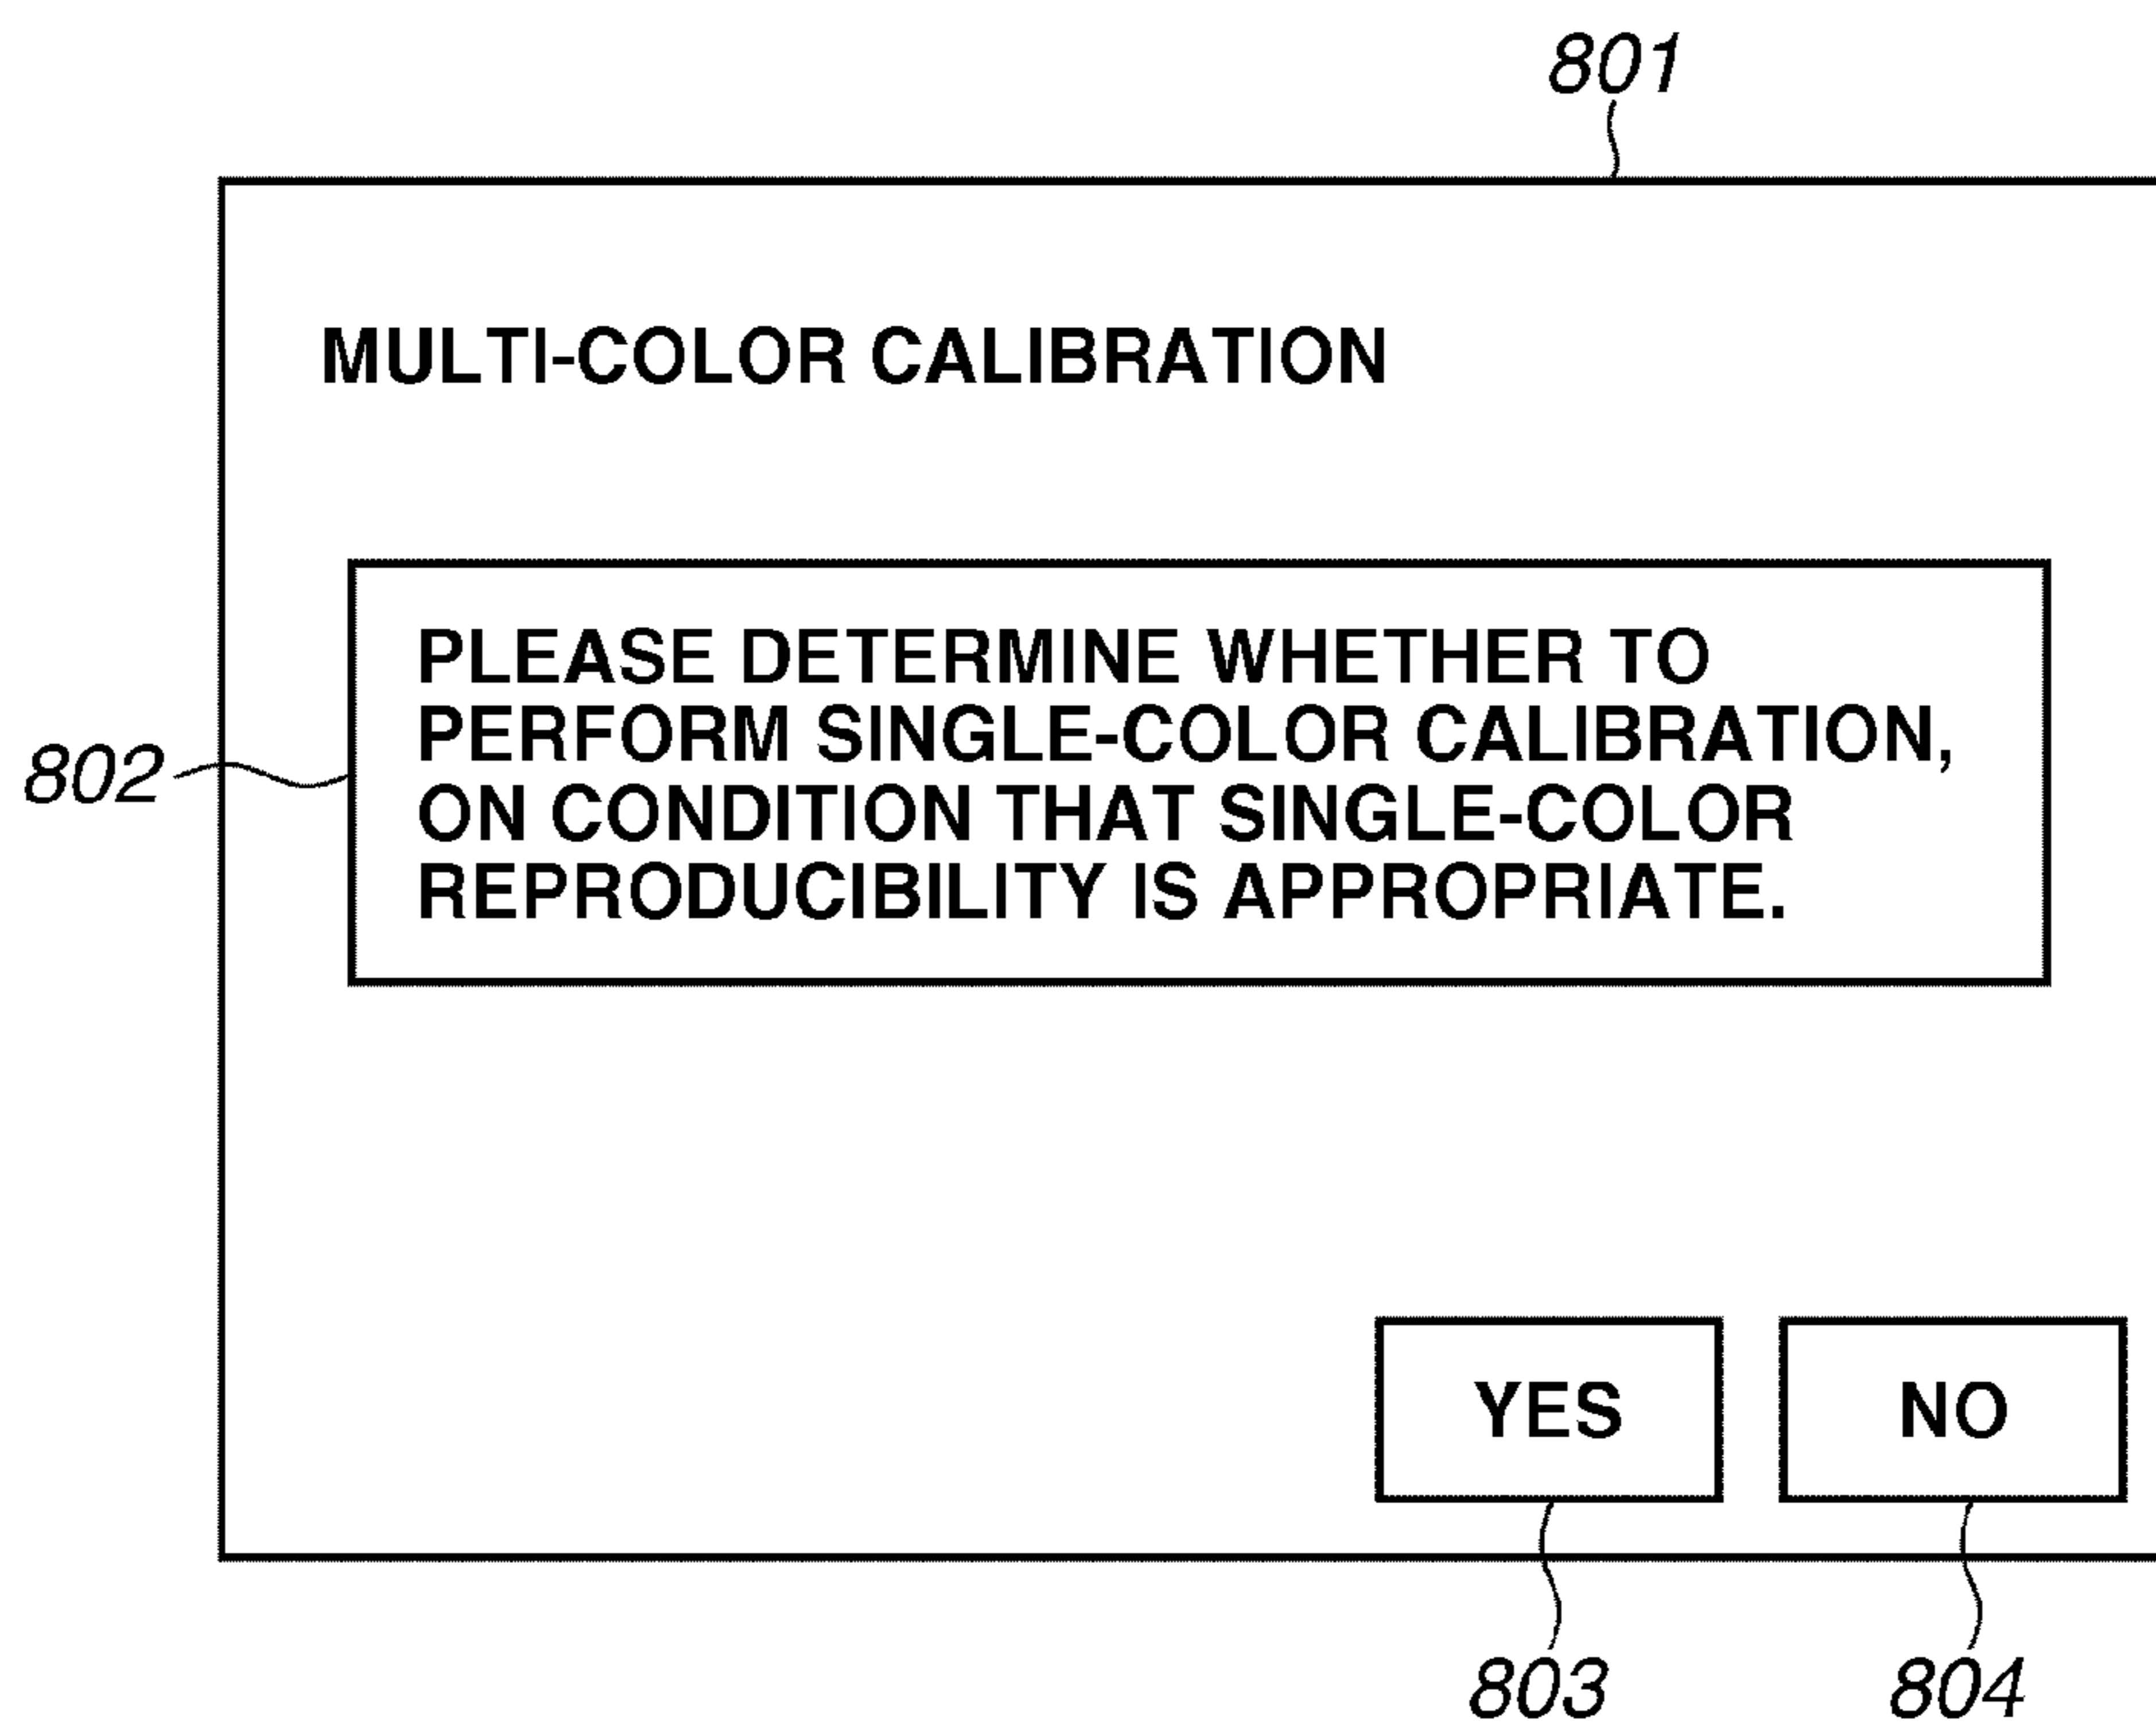 801
MULTI-COLOR CALIBRATION
PLEASE DETERMINE WHETHER TO
PERFORM SINGLE-COLOR CALIBRATION,
802
ON CONDITION THAT SINGLE-COLOR
REPRODUCIBILITY IS APPROPRIATE.
YES NO
803 804